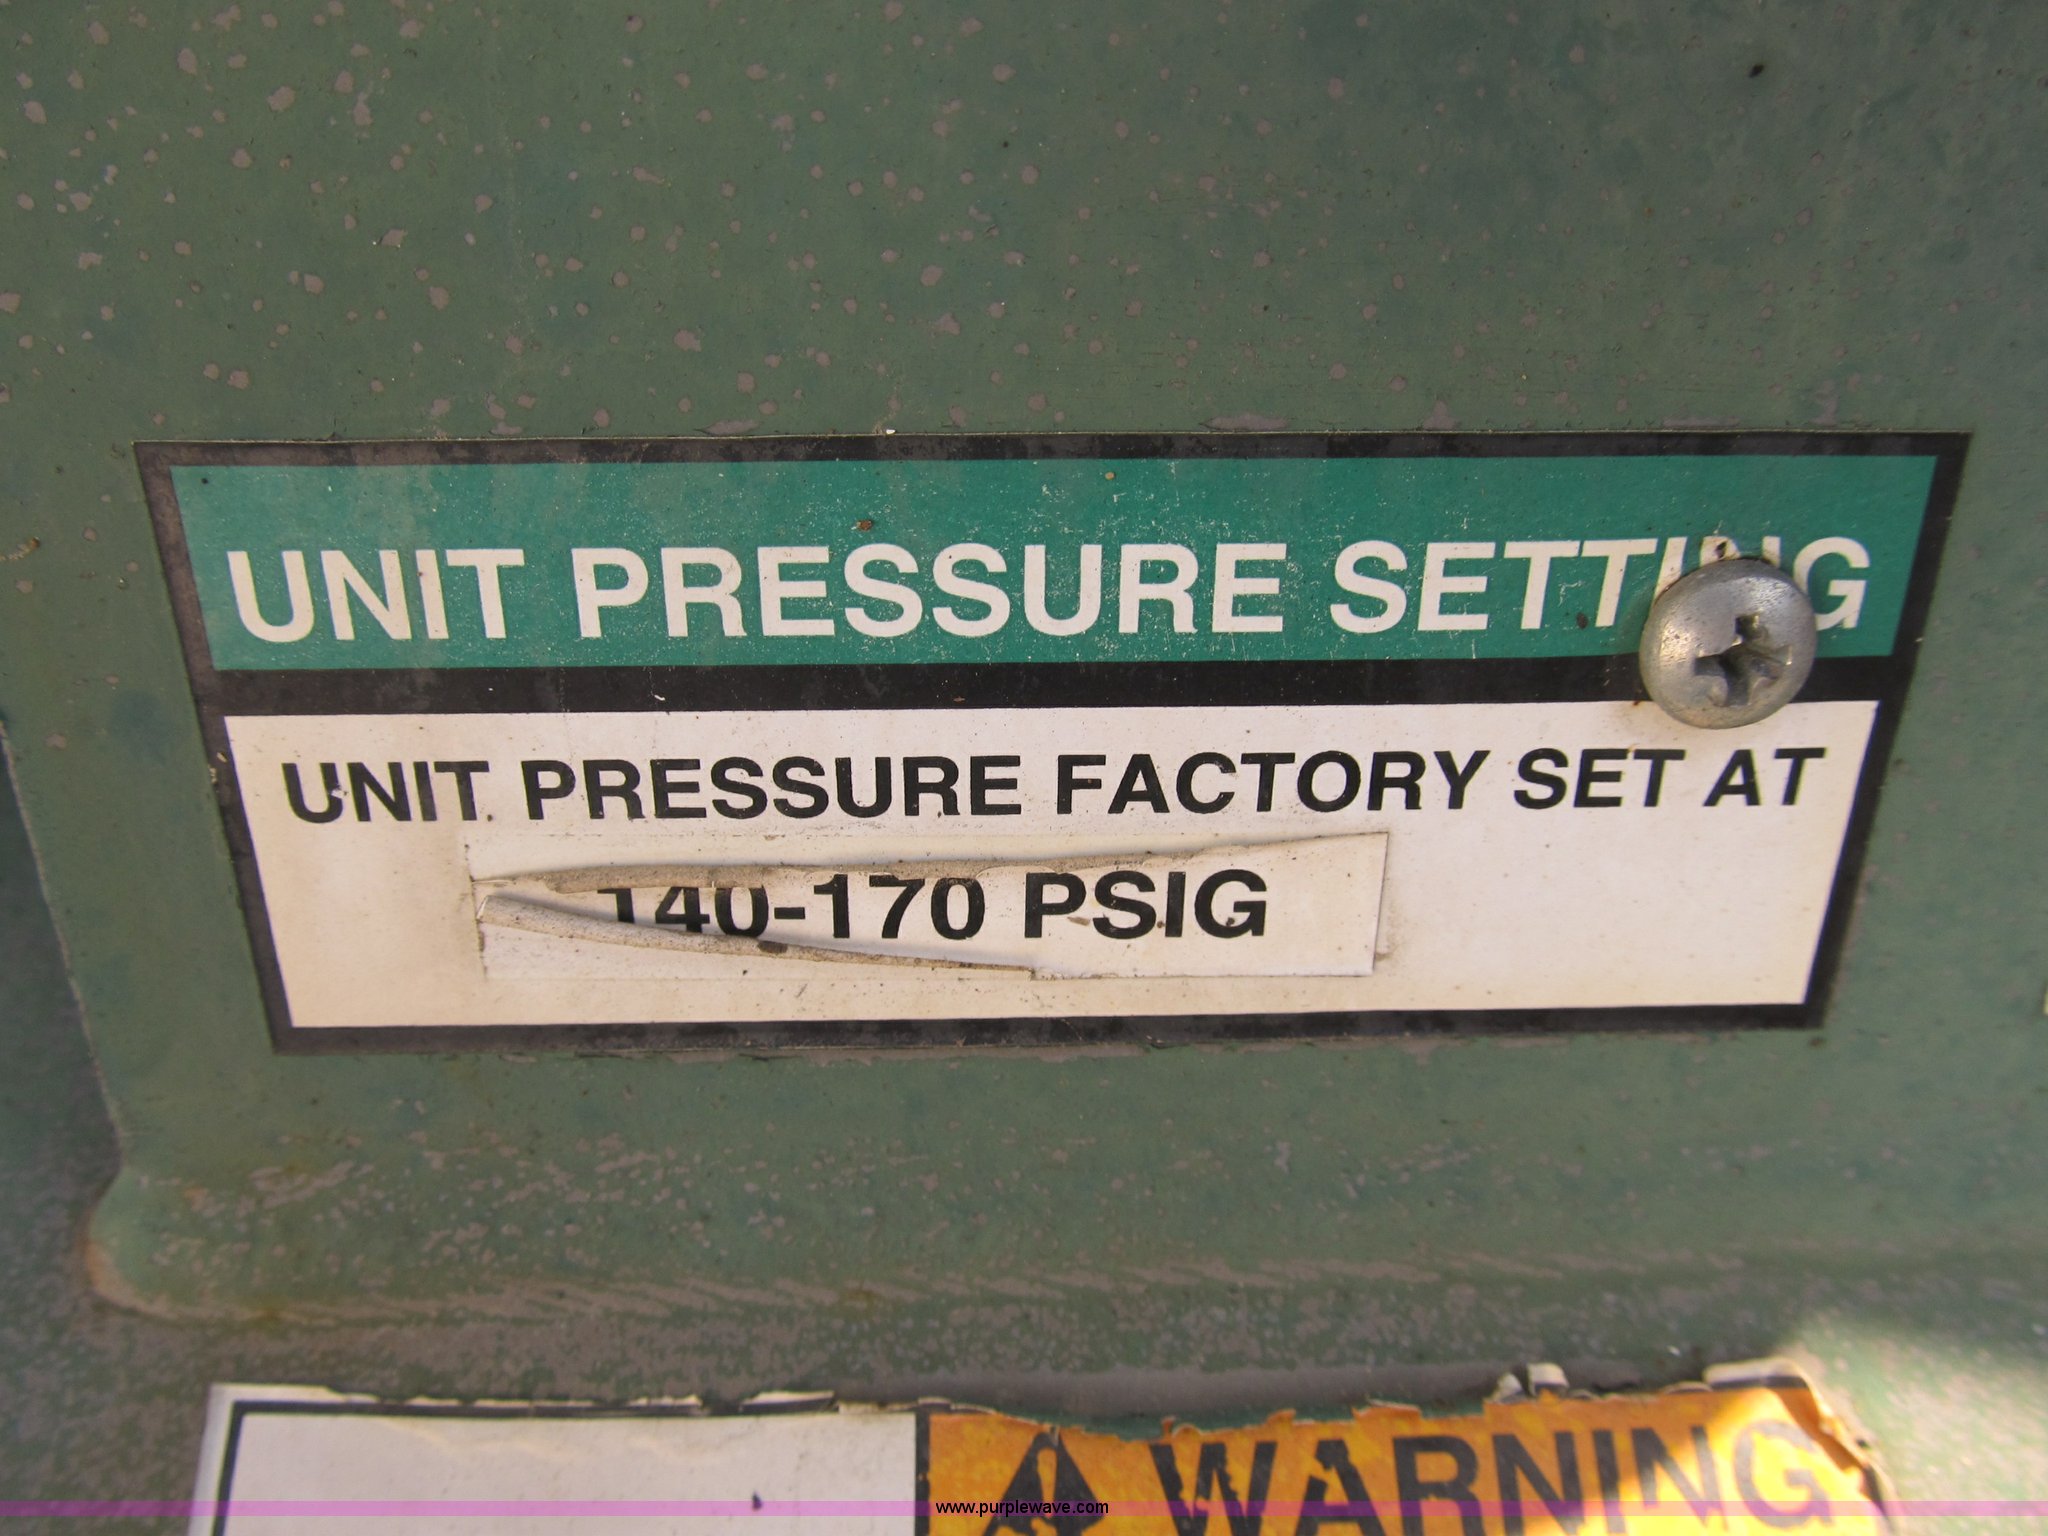 UNIT PRESSURE SETTING
UNIT PRESSURE FACTORY SET AT
140-170 PSIG
WARNING
www.purplewave.com